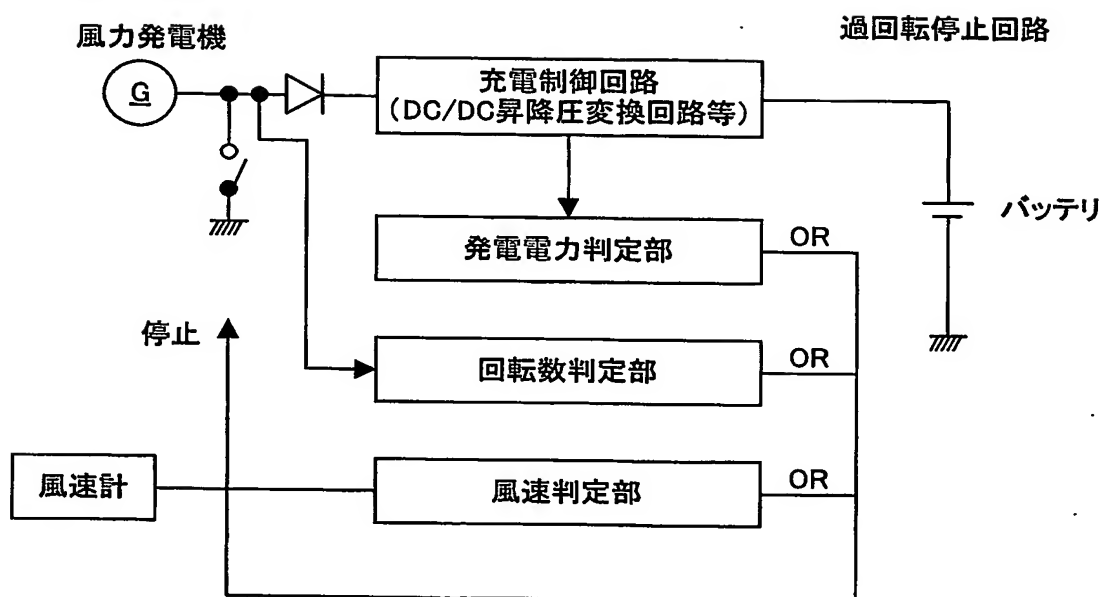 風力発電機
過回転停止回路
G
充電制御回路
(DC/DC昇降圧変換回路等)
バッテリ
発電電力判定部
OR
停止
回転数判定部
OR
風速計
風速判定部
OR